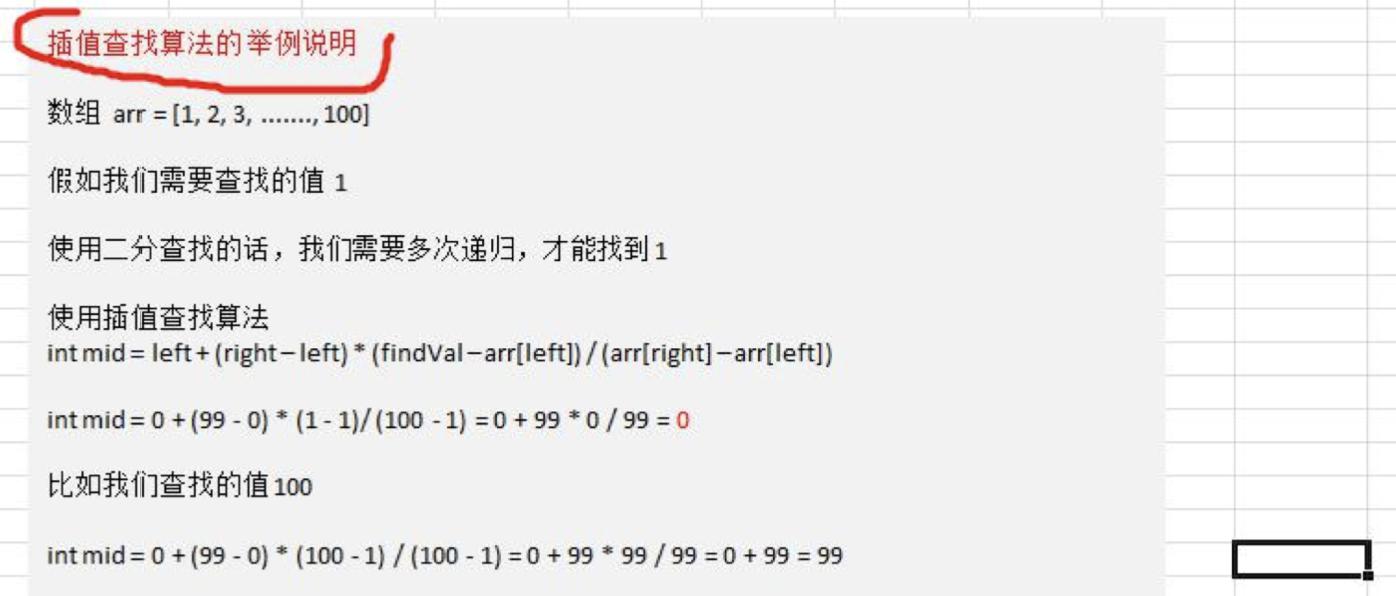 插值查找算法的举例说明
数组 arr = [1, 2, 3, ......., 100]
假如我们需要查找的值 1
使用二分查找的话，我们需要多次递归，才能找到 1
使用插值查找算法
int mid = left + (right – left) * (findVal – arr[left]) / (arr[right] – arr[left])
int mid = 0 + (99 - 0) * (1 - 1)/ (100 - 1) = 0 + 99 * 0 / 99 = 0
比如我们查找的值 100
int mid = 0 + (99 - 0) * (100 - 1) / (100 - 1) = 0 + 99 * 99 / 99 = 0 + 99 = 99